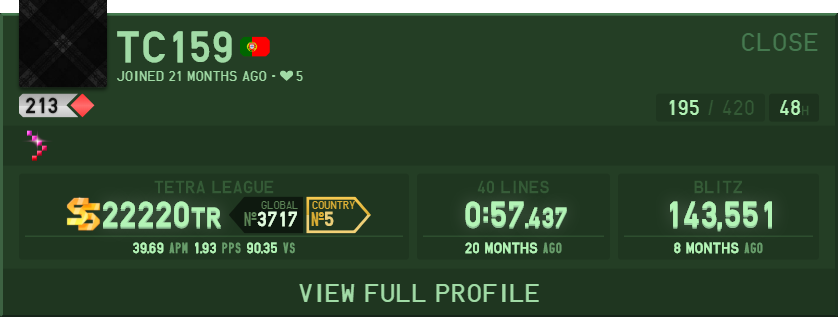 TC159
CLOSE
JOINED 21 MONTHS AGO · ♥ 5
213
195 / 420
48H
TETRA LEAGUE
SS 22220TR
GLOBAL
№3717
COUNTRY
№5
39.69 APM 1.93 PPS 90.35 VS
40 LINES
0:57.437
20 MONTHS AGO
BLITZ
143,551
8 MONTHS AGO
VIEW FULL PROFILE